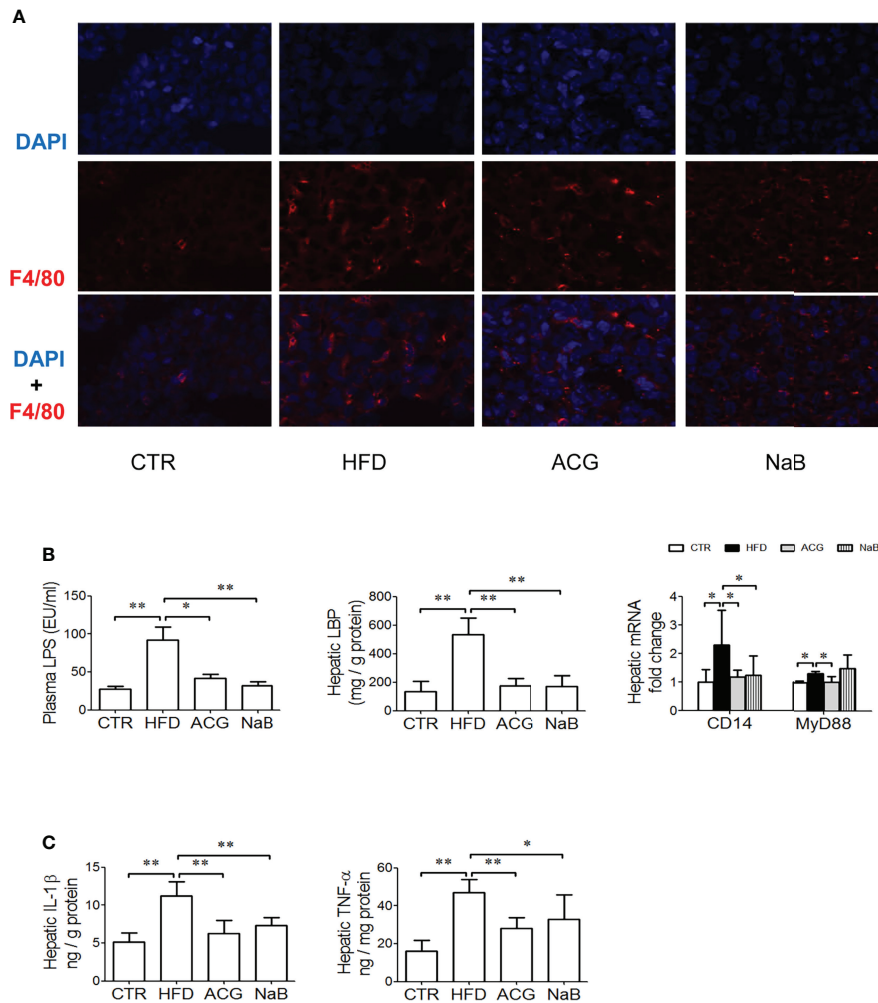 A
DAPI
F4/80
DAPI
+
F4/80
CTR HFD ACG NaB
B
CTR HFD ACG NaB
Plasma LPS (EU/ml)
150
100
50
0
** * **
CTR HFD ACG NaB
Hepatic LBP
(mg / g protein)
800
600
400
200
0
** ** **
CTR HFD ACG NaB
Hepatic mRNA
fold change
4
3
2
1
0
* * *
* *
CD14 MyD88
C
Hepatic IL-1β
ng / g protein
15
10
5
0
** ** **
CTR HFD ACG NaB
Hepatic TNF-α
ng / mg protein
60
40
20
0
** ** *
CTR HFD ACG NaB